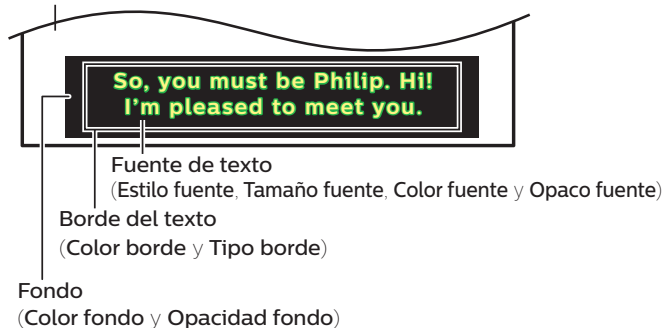 So, you must be Philip. Hi!
I'm pleased to meet you.
Fuente de texto
(Estilo fuente, Tamaño fuente, Color fuente y Opaco fuente)
Borde del texto
(Color borde y Tipo borde)
Fondo
(Color fondo y Opacidad fondo)